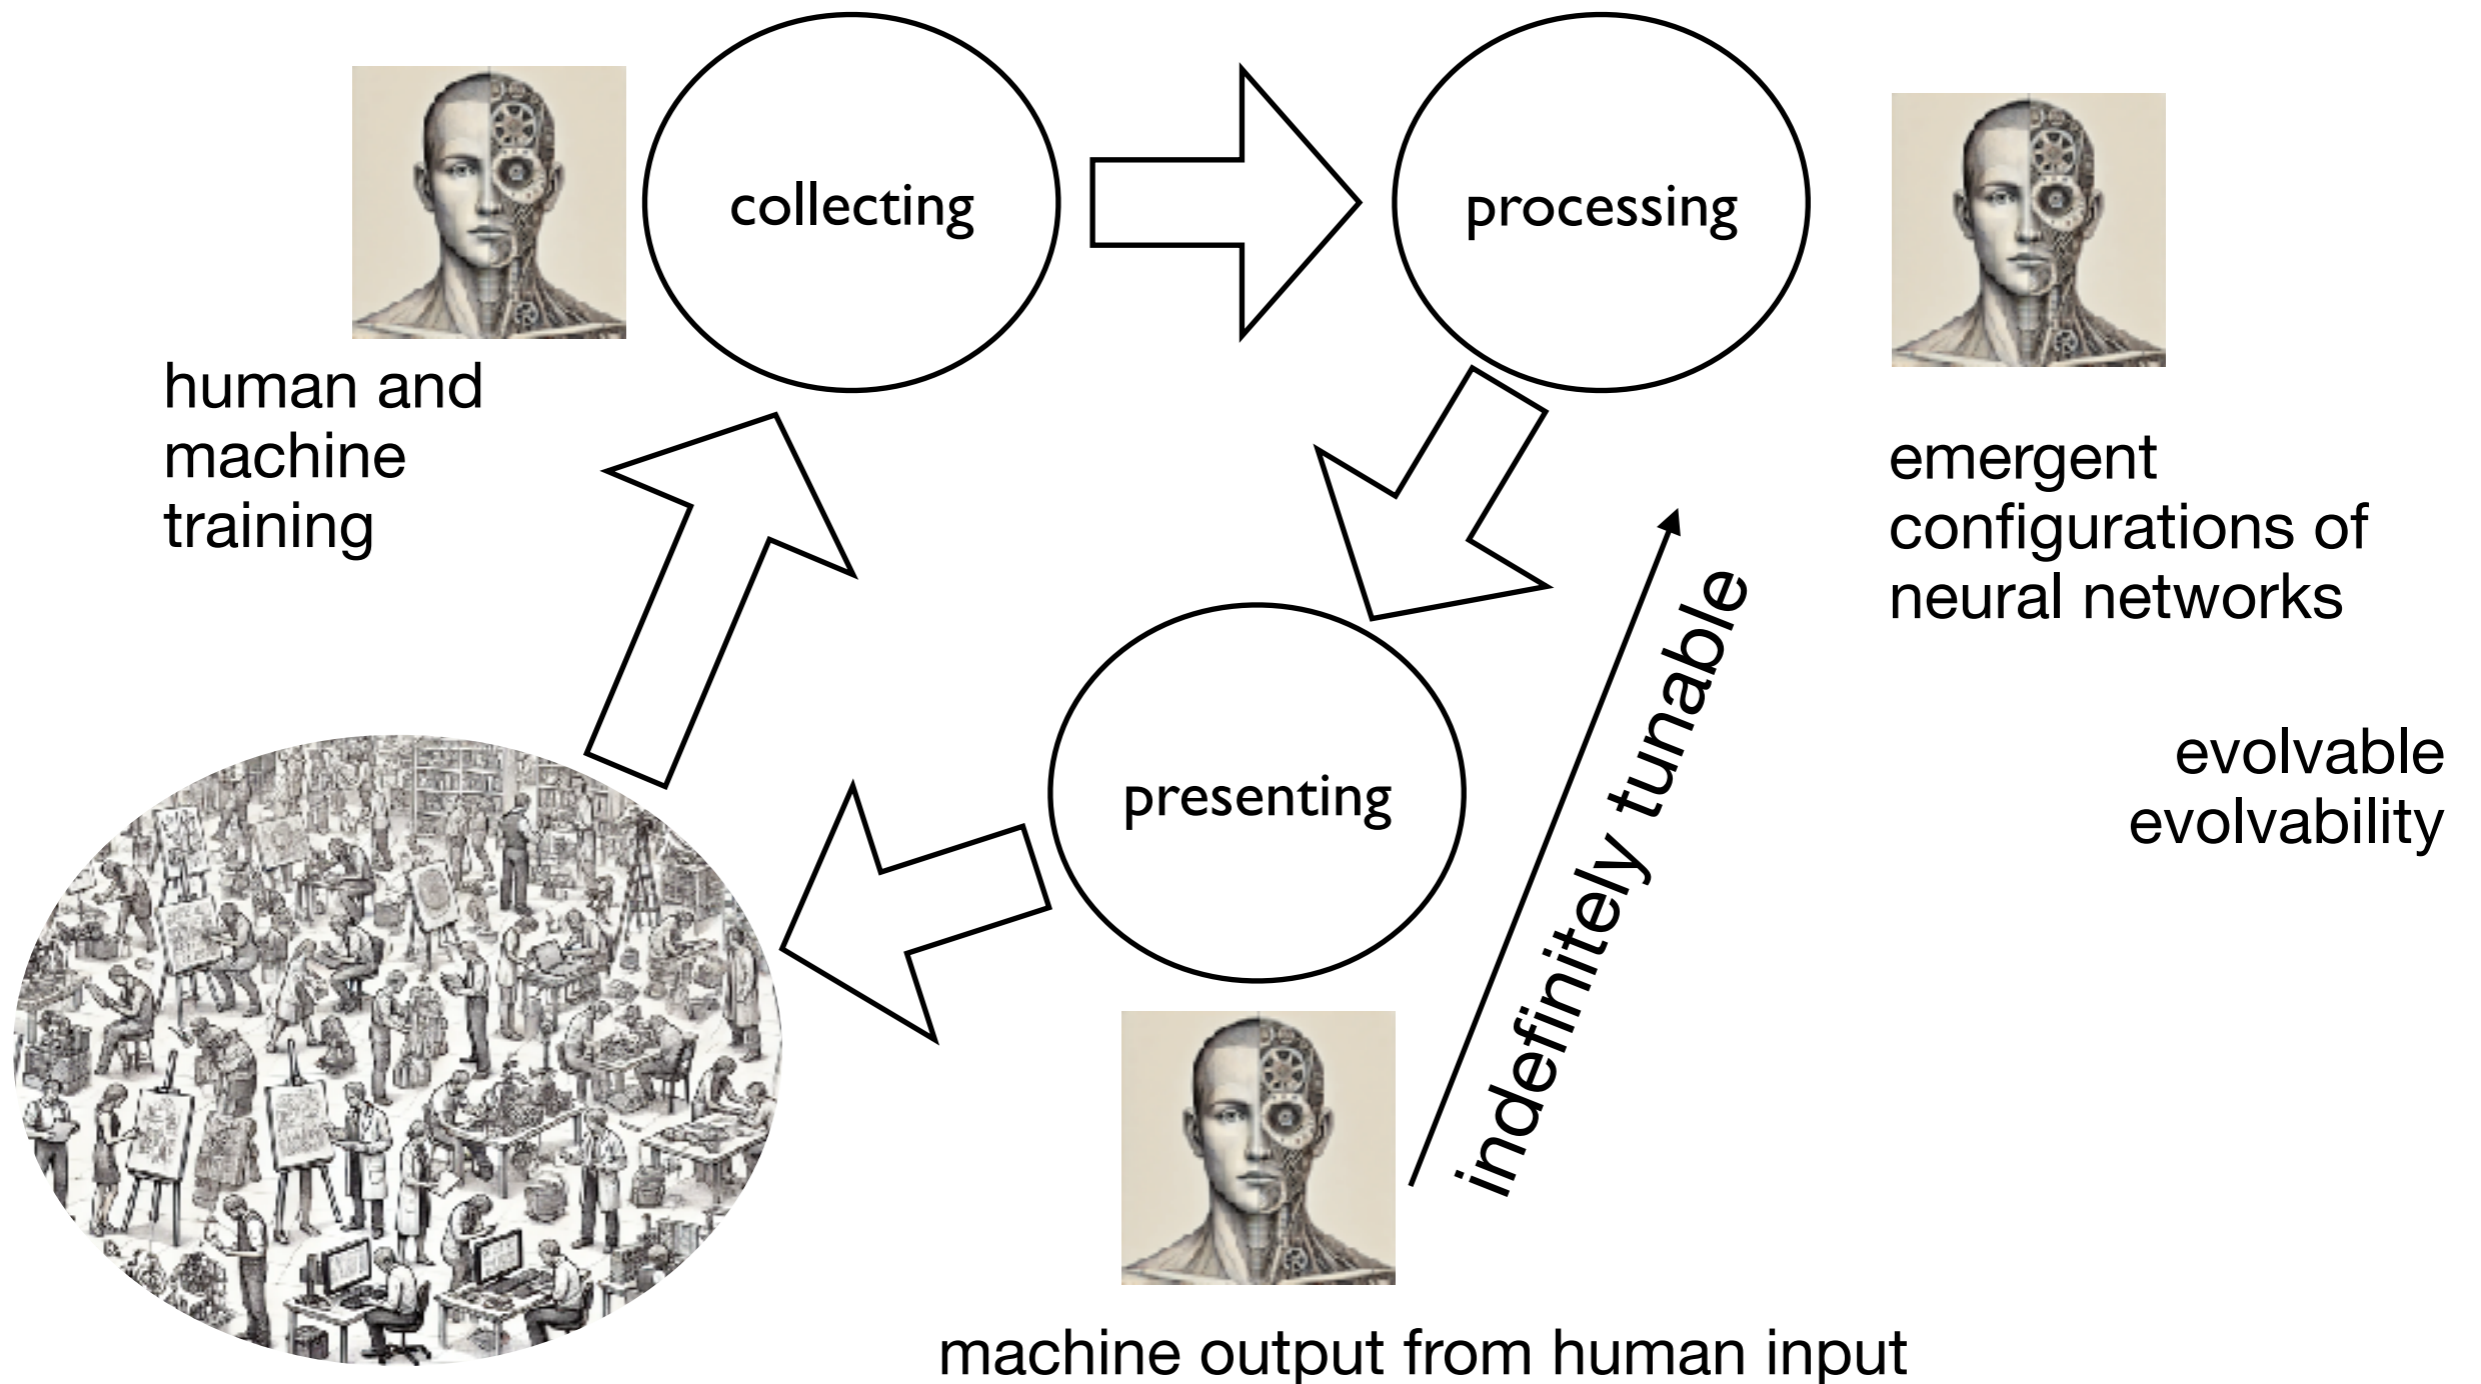 collecting
processing
human and
machine
training
emergent
configurations of
neural networks
indefinitely tunable
evolvable
evolvability
presenting
machine output from human input